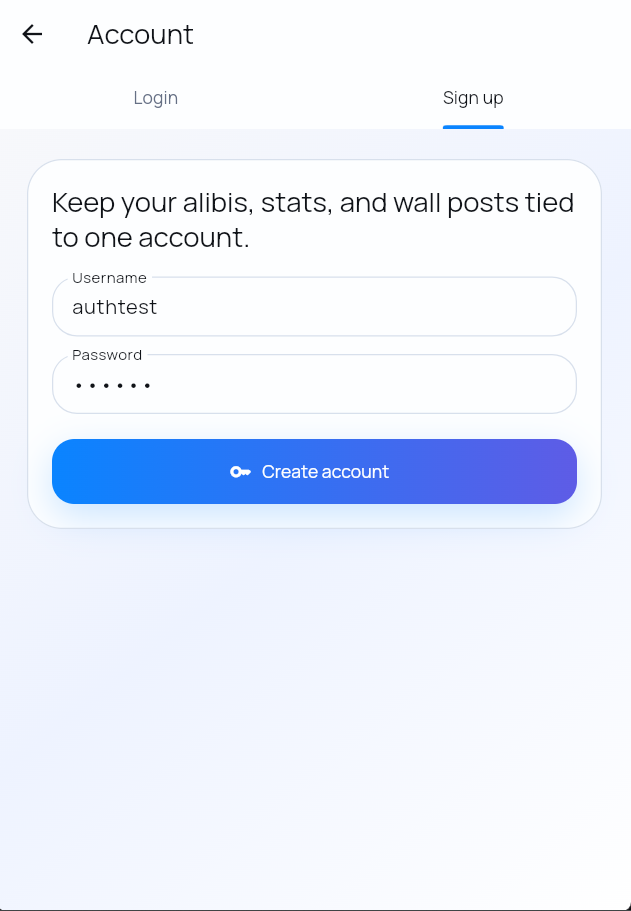 Account
Login
Sign up
Keep your alibis, stats, and wall posts tied
to one account.
Username
authtest
Password
••••••
Create account